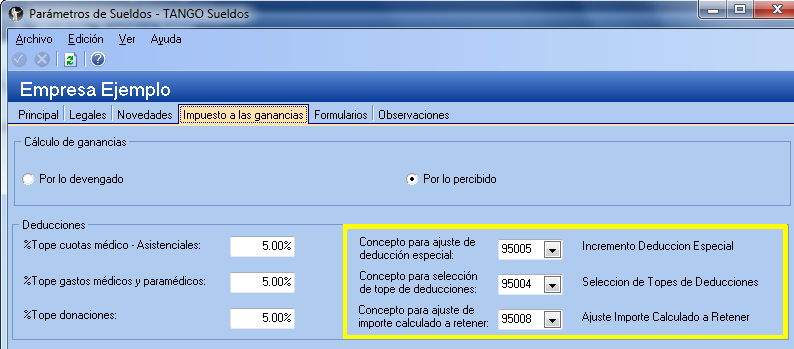 Parámetros de Sueldos - TANGO Sueldos
Archivo Edición Ver Ayuda
Empresa Ejemplo
Principal Legales Novedades Impuesto a las ganancias Formularios Observaciones
Cálculo de ganancias
Por lo devengado Por lo percibido
Deducciones
%Tope cuotas médico - Asistenciales: 5.00%
%Tope gastos médicos y paramédicos: 5.00%
%Tope donaciones: 5.00%
Concepto para ajuste de
deducción especial: 95005 Incremento Deduccion Especial
Concepto para selección
de tope de deducciones: 95004 Seleccion de Topes de Deducciones
Concepto para ajuste de
importe calculado a retener: 95008 Ajuste Importe Calculado a Retener